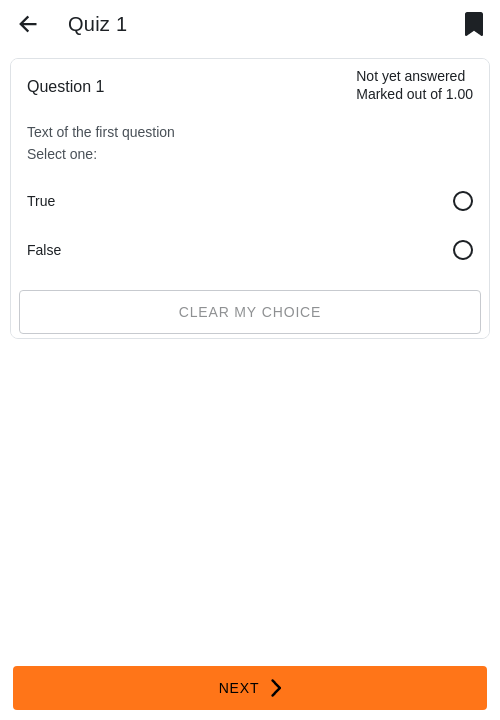 Quiz 1
Question 1
Not yet answered
Marked out of 1.00
Text of the first question
Select one:
True
False
CLEAR MY CHOICE
NEXT